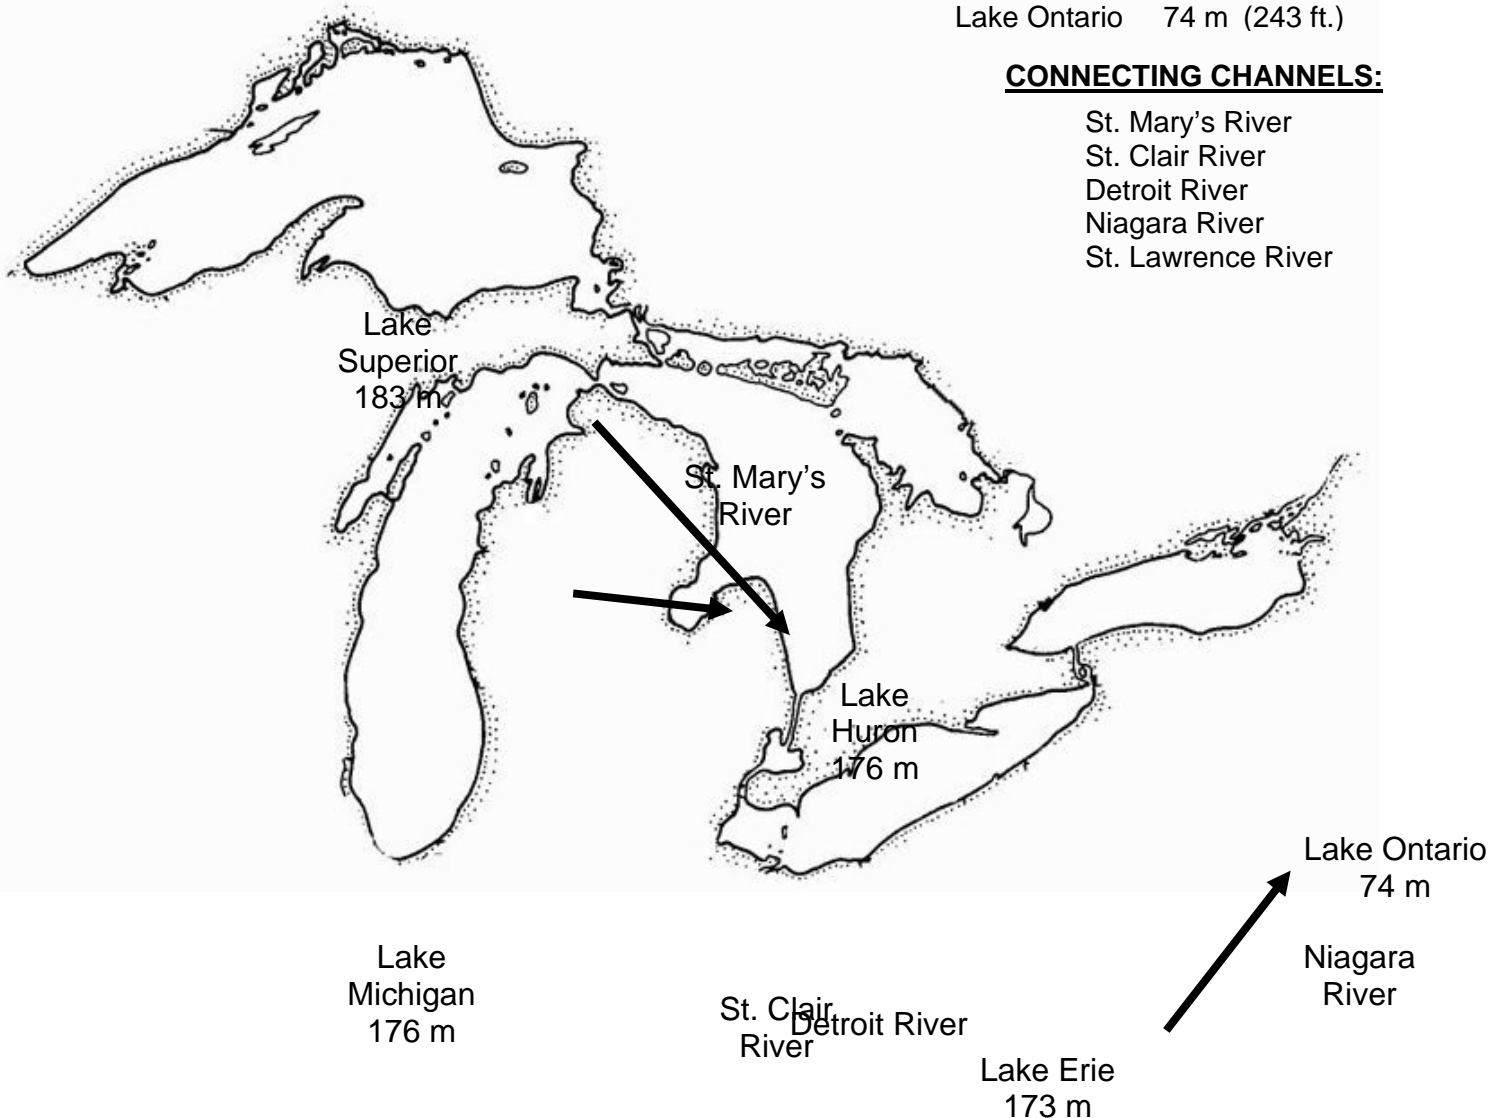 Lake Ontario 74 m (243 ft.)
CONNECTING CHANNELS:
St. Mary’s River
St. Clair River
Detroit River
Niagara River
St. Lawrence River
Lake
Superior
183 m
St. Mary’s
River
Lake
Huron
176 m
Lake Ontario
74 m
Lake
Michigan
176 m
Niagara
River
St. Clair
River
Detroit River
Lake Erie
173 m